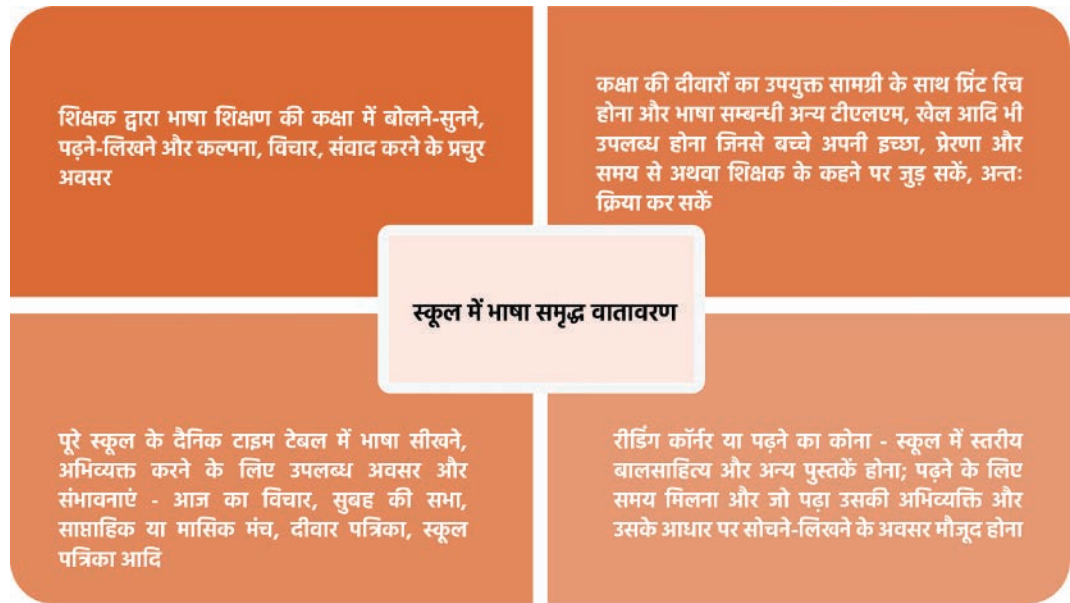 शिक्षक द्वारा भाषा शिक्षण की कक्षा में बोलने-सुनने,
पढ़ने-लिखने और कल्पना, विचार, संवाद करने के प्रचुर
अवसर
कक्षा की दीवारों का उपयुक्त सामग्री के साथ प्रिंट रिच
होना और भाषा सम्बन्धी अन्य टीएलएम, खेल आदि भी
उपलब्ध होना जिनसे बच्चे अपनी इच्छा, प्रेरणा और
समय से अथवा शिक्षक के कहने पर जुड़ सकें, अन्तः
क्रिया कर सकें
स्कूल में भाषा समृद्ध वातावरण
पूरे स्कूल के दैनिक टाइम टेबल में भाषा सीखने,
अभिव्यक्त करने के लिए उपलब्ध अवसर और
संभावनाएं - आज का विचार, सुबह की सभा,
साप्ताहिक या मासिक मंच, दीवार पत्रिका, स्कूल
पत्रिका आदि
रीडिंग कॉर्नर या पढ़ने का कोना - स्कूल में स्तरीय
बालसाहित्य और अन्य पुस्तकें होना; पढ़ने के लिए
समय मिलना और जो पढ़ा उसकी अभिव्यक्ति और
उसके आधार पर सोचने-लिखने के अवसर मौजूद होना